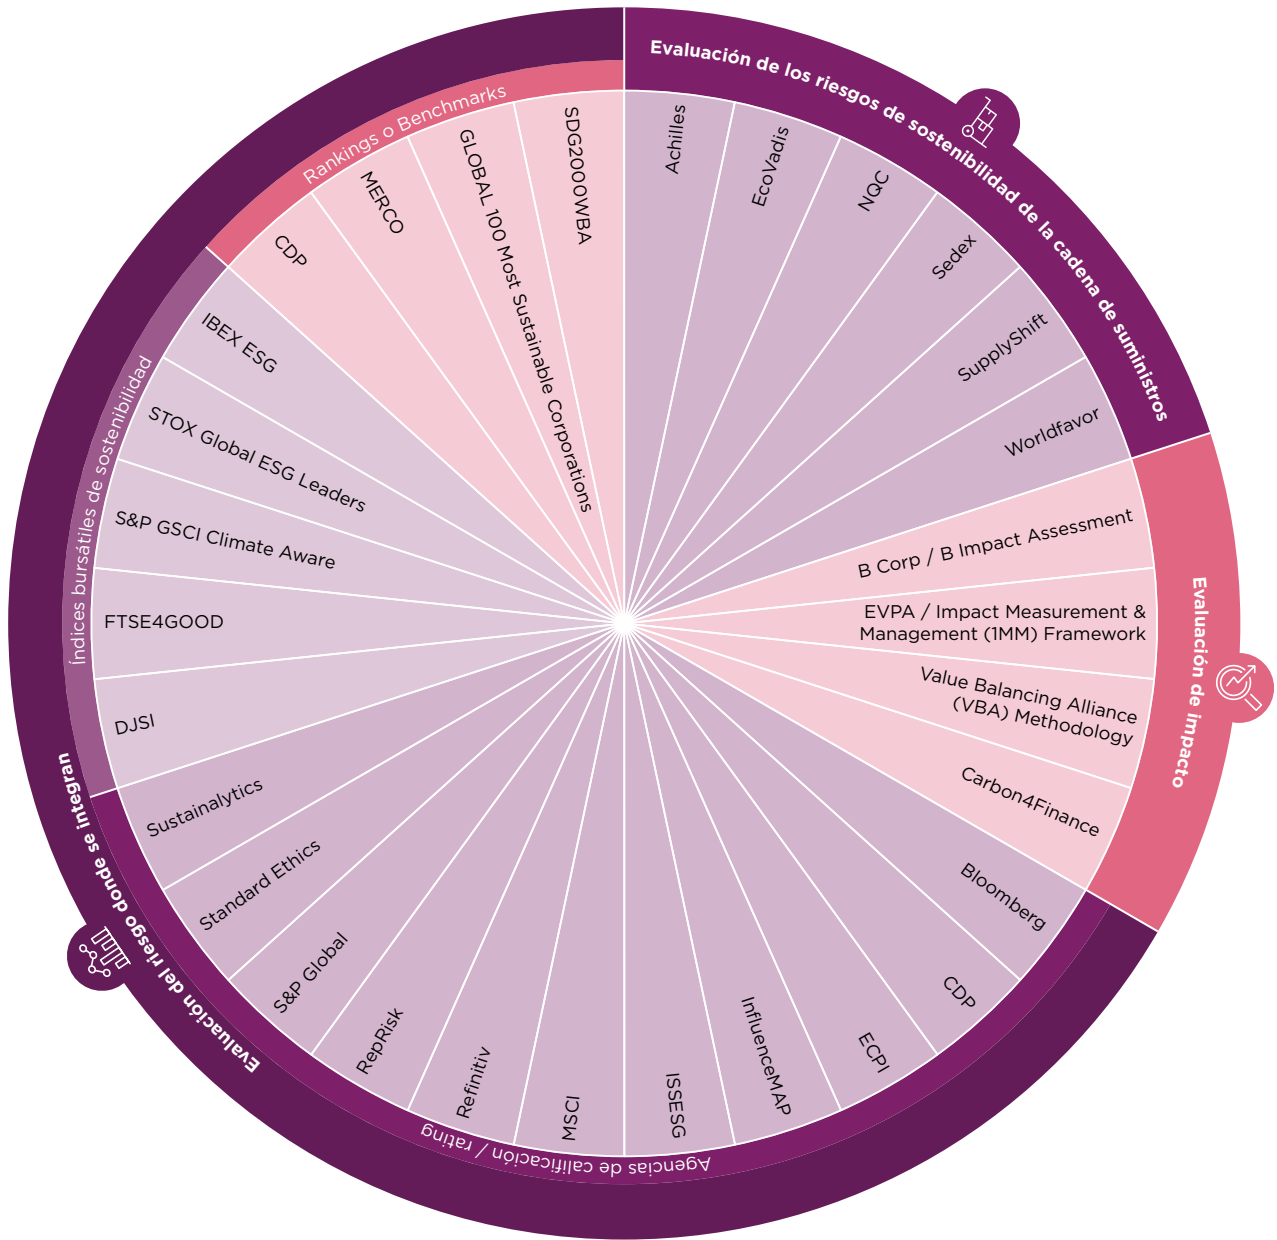 Evaluación de los riesgos de sostenibilidad de la cadena de suministros
Achilles
EcoVadis
NQC
Sedex
SupplyShift
Worldfavor
Evaluación de impacto
B Corp / B Impact Assessment
EVPA / Impact Measurement &
Management (1MM) Framework
Value Balancing Alliance
(VBA) Methodology
Carbon4Finance
Evaluación del riesgo donde se integran
Agencias de calificación / rating
Bloomberg
CDP
ECPI
InfluenceMAP
ISSESG
MSCI
Refinitiv
RepRisk
S&P Global
Standard Ethics
Sustainalytics
Índices bursátiles de sostenibilidad
DJSI
FTSE4GOOD
S&P GSCI Climate Aware
STOX Global ESG Leaders
IBEX ESG
Rankings o Benchmarks
CDP
MERCO
GLOBAL 100 Most Sustainable Corporations
SDG2000WBA